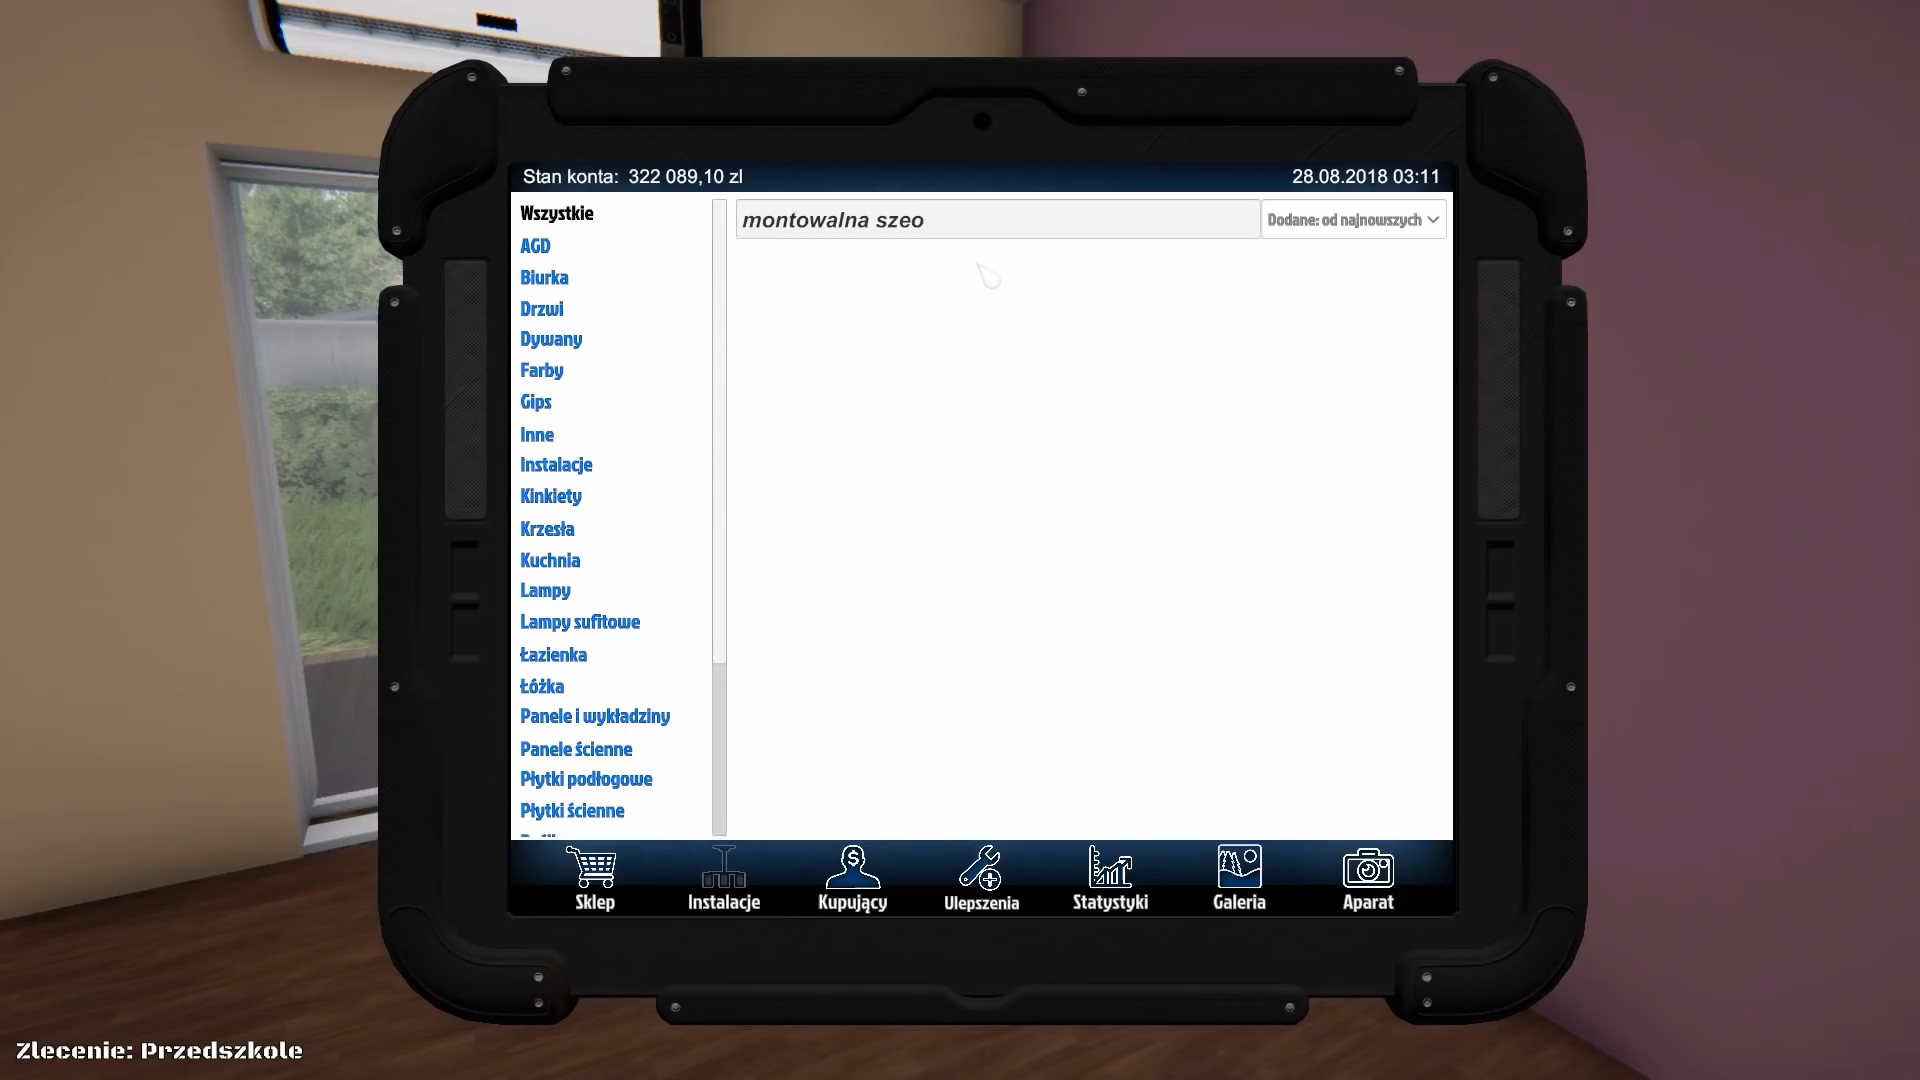 Stan konta: 322 089,10 zl
28.08.2018 03:11
Wszystkie
AGD
Biurka
Drzwi
Dywany
Farby
Gips
Inne
Instalacje
Kinkiety
Krzesła
Kuchnia
Lampy
Lampy sufitowe
Łazienka
Łóżka
Panele i wykładziny
Panele ścienne
Płytki podłogowe
Płytki ścienne
montowalna szeo
Dodane: od najnowszych
Sklep
Instalacje
Kupujący
Ulepszenia
Statystyki
Galeria
Aparat
Zlecenie: Przedszkole